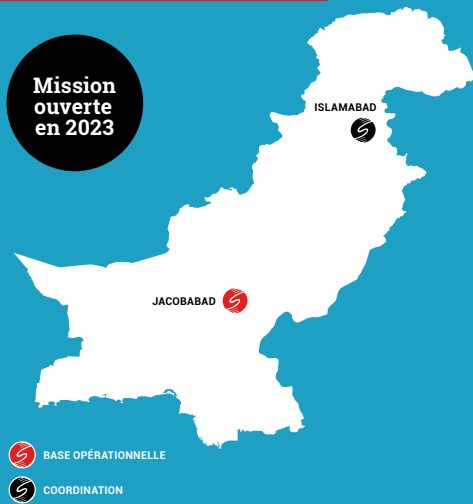 Mission
ouverte
en 2023
ISLAMABAD
JACOBABAD
BASE OPÉRATIONNELLE
COORDINATION